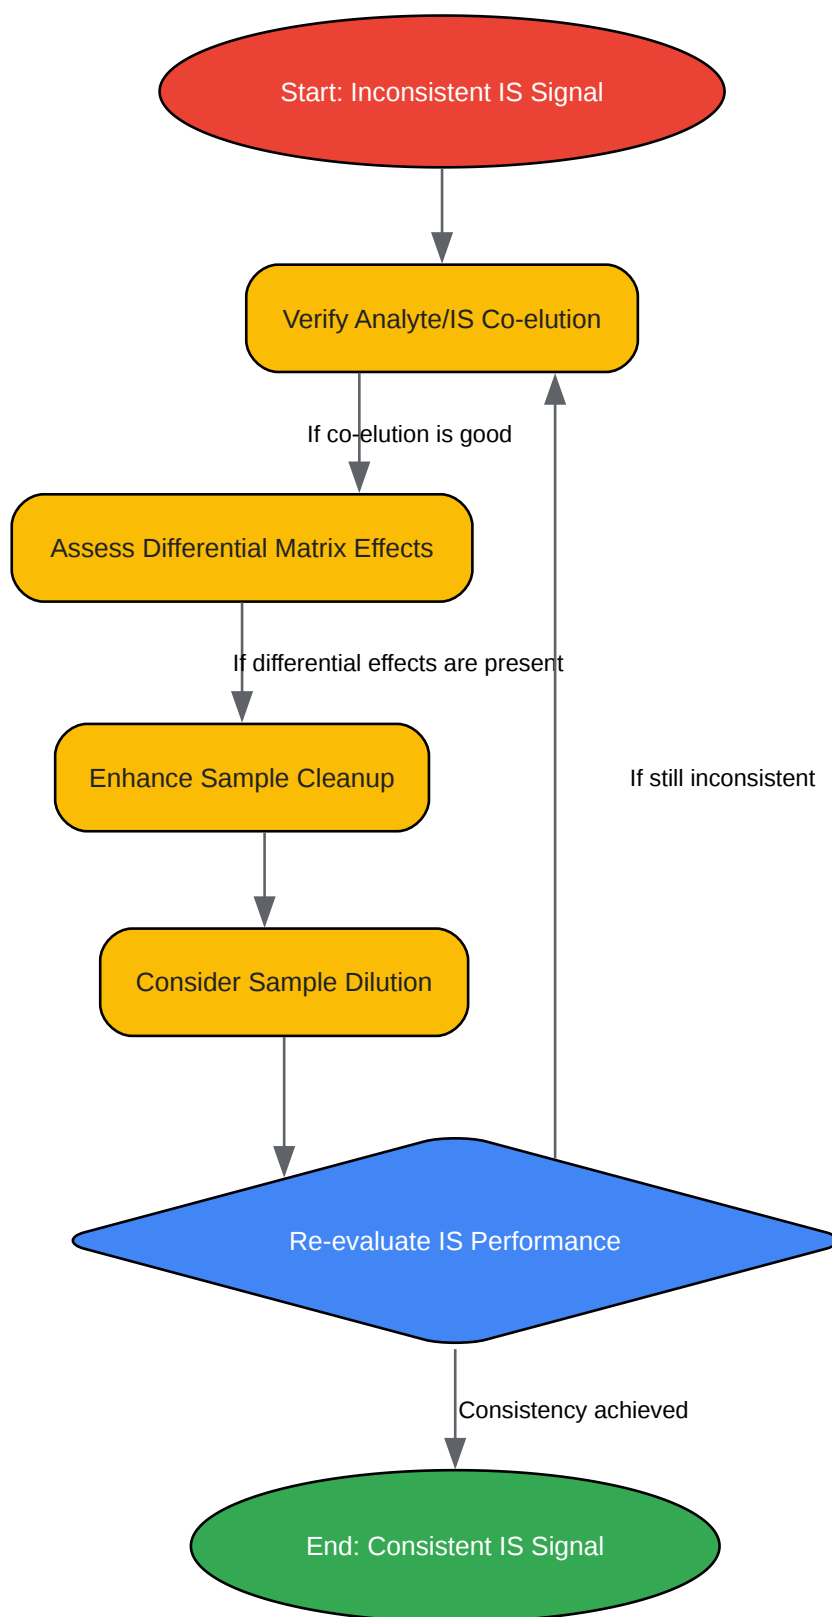 Start: Inconsistent IS Signal
Verify Analyte/IS Co-elution
If co-elution is good
Assess Differential Matrix Effects
If differential effects are present
Enhance Sample Cleanup
If still inconsistent
Consider Sample Dilution
Re-evaluate IS Performance
Consistency achieved
End: Consistent IS Signal